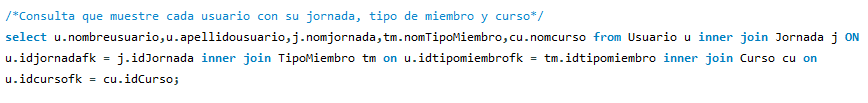 /*Consulta que muestre cada usuario con su jornada, tipo de miembro y curso*/
select u.nombreusuario,u.apellidousuario,j.nomjornada,tm.nomTipoMiembro,cu.nomcurso from Usuario u inner join Jornada j ON
u.idjornadafk = j.idJornada inner join TipoMiembro tm on u.idtipomiembrofk = tm.idtipomiembro inner join Curso cu on
u.idcursofk = cu.idCurso;